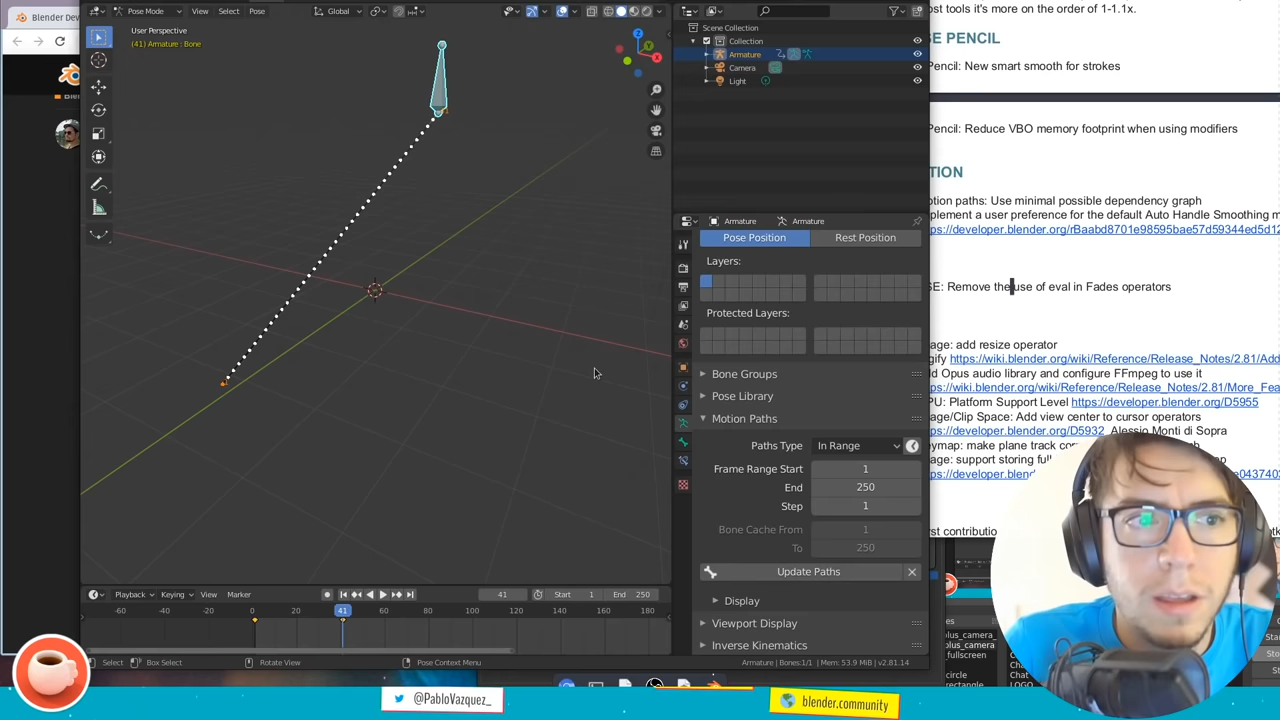 Blender Dev
Pose Mode
View
Select
Pose
Global
User Perspective
(41) Armature : Bone
Z
Y
X
Scene Collection
Collection
Armature
Camera
Light
Armature
Armature
Pose Position
Rest Position
Layers:
Protected Layers:
Bone Groups
Pose Library
Motion Paths
Paths Type
In Range
Frame Range Start
1
End
250
Step
1
Bone Cache From
1
To
250
Update Paths
Display
Viewport Display
Inverse Kinematics
Playback
Keying
View
Marker
41
Start
1
End
250
-60
-40
-20
0
20
41
60
80
100
120
140
160
180
Select
Box Select
Rotate View
Pose Context Menu
Armature | Bones:1/1 | Mem: 53.9 MiB | v2.81.14
ost tools it's more on the order of 1-1.1x.
SE PENCIL
Pencil: New smart smooth for strokes
Pencil: Reduce VBO memory footprint when using modifiers
TION
otion paths: Use minimal possible dependency graph
mplement a user preference for the default Auto Handle Smoothing m
ps://developer.blender.org/rBaabd8701e98595bae57d59344ed5d12
SE: Remove the use of eval in Fades operators
age: add resize operator
gify https://wiki.blender.org/wiki/Reference/Release_Notes/2.81/Add
d Opus audio library and configure FFmpeg to use it
ps://wiki.blender.org/wiki/Reference/Release_Notes/2.81/More_Fea
PU: Platform Support Level https://developer.blender.org/D5955
age/Clip Space: Add view center to cursor operators
ps://developer.blender.org/D5932 Alessio Monti di Sopra
eymap: make plane track cor
age: support storing full
ps://developer.blende
e0437403
rst contributio
plus_camera_
plus_camera
fullscreen
Chat
circle
rectangle
Chat
LOGO
@PabloVazquez_
blender.community